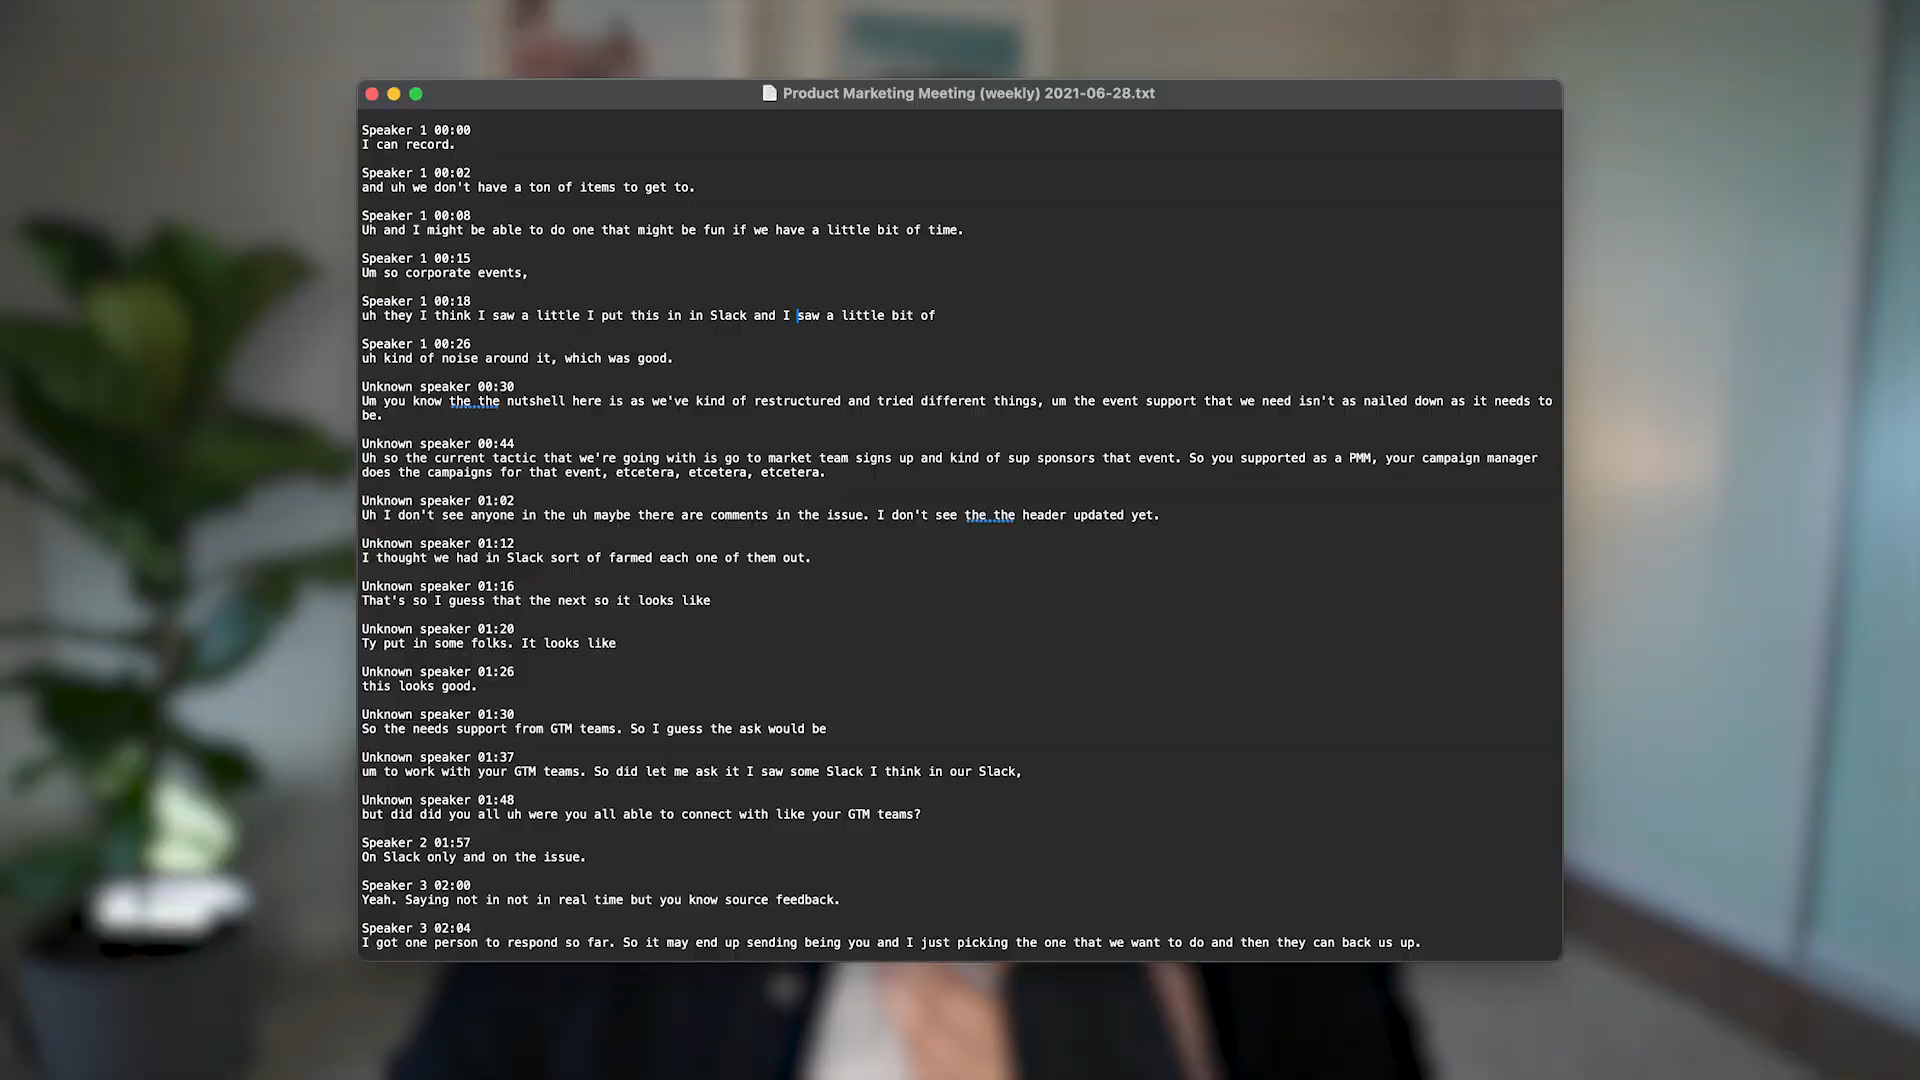 Product Marketing Meeting (weekly) 2021-06-28.txt
Speaker 1 00:00
I can record.
Speaker 1 00:02
and uh we don't have a ton of items to get to.
Speaker 1 00:08
Uh and I might be able to do one that might be fun if we have a little bit of time.
Speaker 1 00:15
Um so corporate events,
Speaker 1 00:18
uh they I think I saw a little I put this in in Slack and I saw a little bit of
Speaker 1 00:26
uh kind of noise around it, which was good.
Unknown speaker 00:30
Um you know the the nutshell here is as we've kind of restructured and tried different things, um the event support that we need isn't as nailed down as it needs to
be.
Unknown speaker 00:44
Uh so the current tactic that we're going with is go to market team signs up and kind of sup sponsors that event. So you supported as a PMM, your campaign manager
does the campaigns for that event, etcetera, etcetera, etcetera.
Unknown speaker 01:02
Uh I don't see anyone in the uh maybe there are comments in the issue. I don't see the the header updated yet.
Unknown speaker 01:12
I thought we had in Slack sort of farmed each one of them out.
Unknown speaker 01:16
That's so I guess that the next so it looks like
Unknown speaker 01:20
Ty put in some folks. It looks like
Unknown speaker 01:26
this looks good.
Unknown speaker 01:30
So the needs support from GTM teams. So I guess the ask would be
Unknown speaker 01:37
um to work with your GTM teams. So did let me ask it I saw some Slack I think in our Slack,
Unknown speaker 01:48
but did did you all uh were you all able to connect with like your GTM teams?
Speaker 2 01:57
On Slack only and on the issue.
Speaker 3 02:00
Yeah. Saying not in not in real time but you know source feedback.
Speaker 3 02:04
I got one person to respond so far. So it may end up sending being you and I just picking the one that we want to do and then they can back us up.